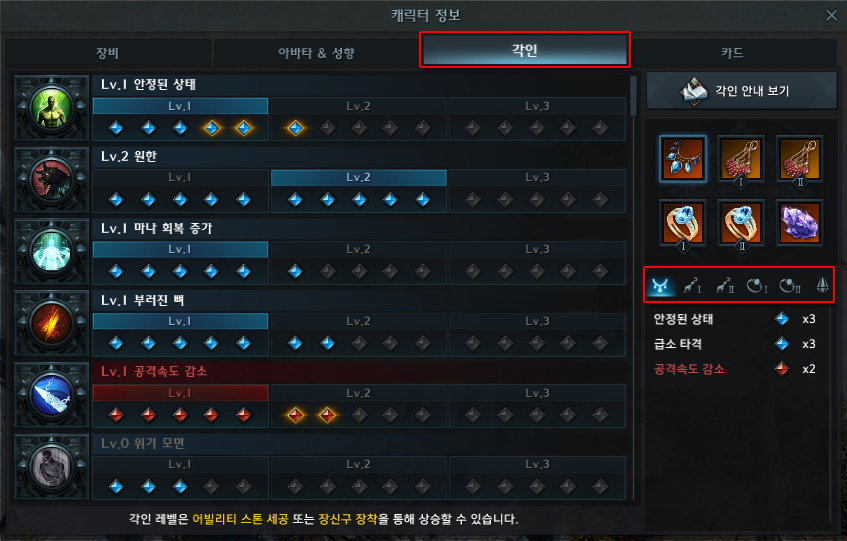 캐릭터 정보
장비
아바타 & 성향
각인
카드
Lv.1 안정된 상태
Lv.1
Lv.2
Lv.3
Lv.2 원한
Lv.1
Lv.2
Lv.3
Lv.1 마나 회복 증가
Lv.1
Lv.2
Lv.3
Lv.1 부러진 뼈
Lv.1
Lv.2
Lv.3
Lv.1 공격속도 감소
Lv.1
Lv.2
Lv.3
Lv.0 위기 모면
Lv.1
Lv.2
Lv.3
각인 레벨은 어빌리티 스톤 세공 또는 장신구 장착을 통해 상승할 수 있습니다.
각인 안내 보기
I
II
I
II
I
II
I
II
안정된 상태 x3
급소 타격 x3
공격속도 감소 x2